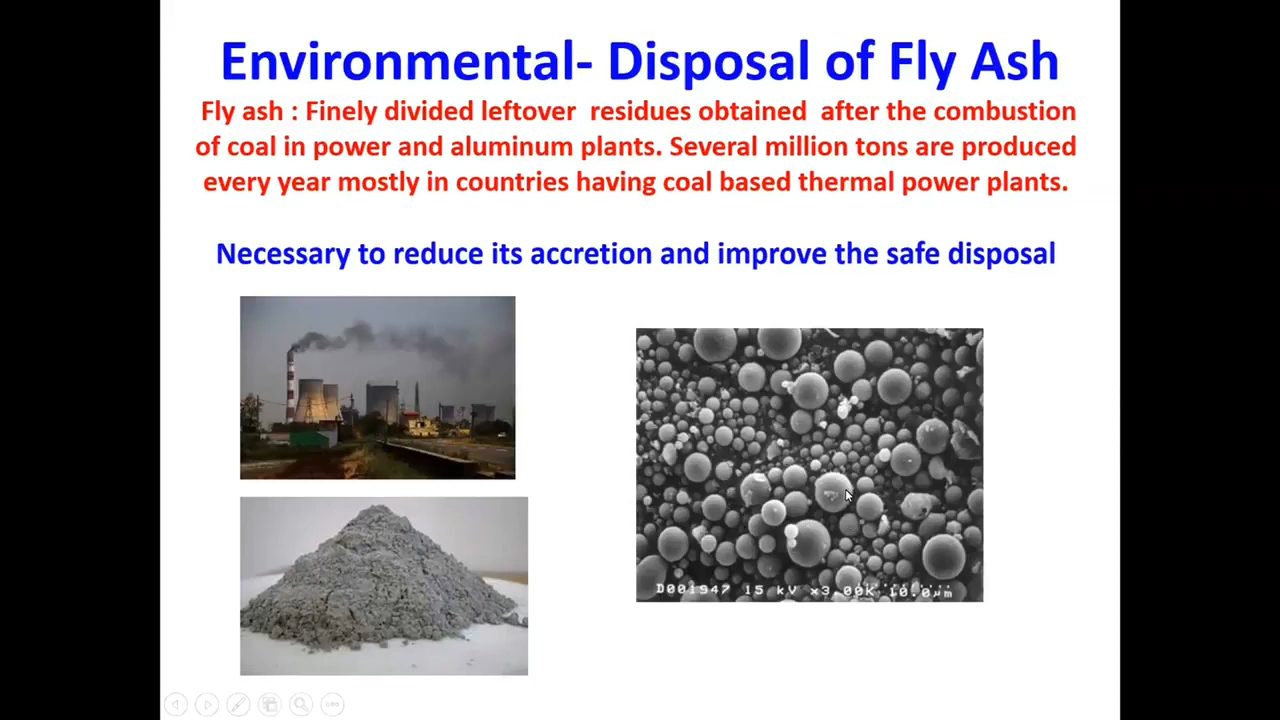 Environmental- Disposal of Fly Ash
Fly ash : Finely divided leftover residues obtained after the combustion
of coal in power and aluminum plants. Several million tons are produced
every year mostly in countries having coal based thermal power plants.
Necessary to reduce its accretion and improve the safe disposal
D001947 15 kV x3.00K 10.0µm